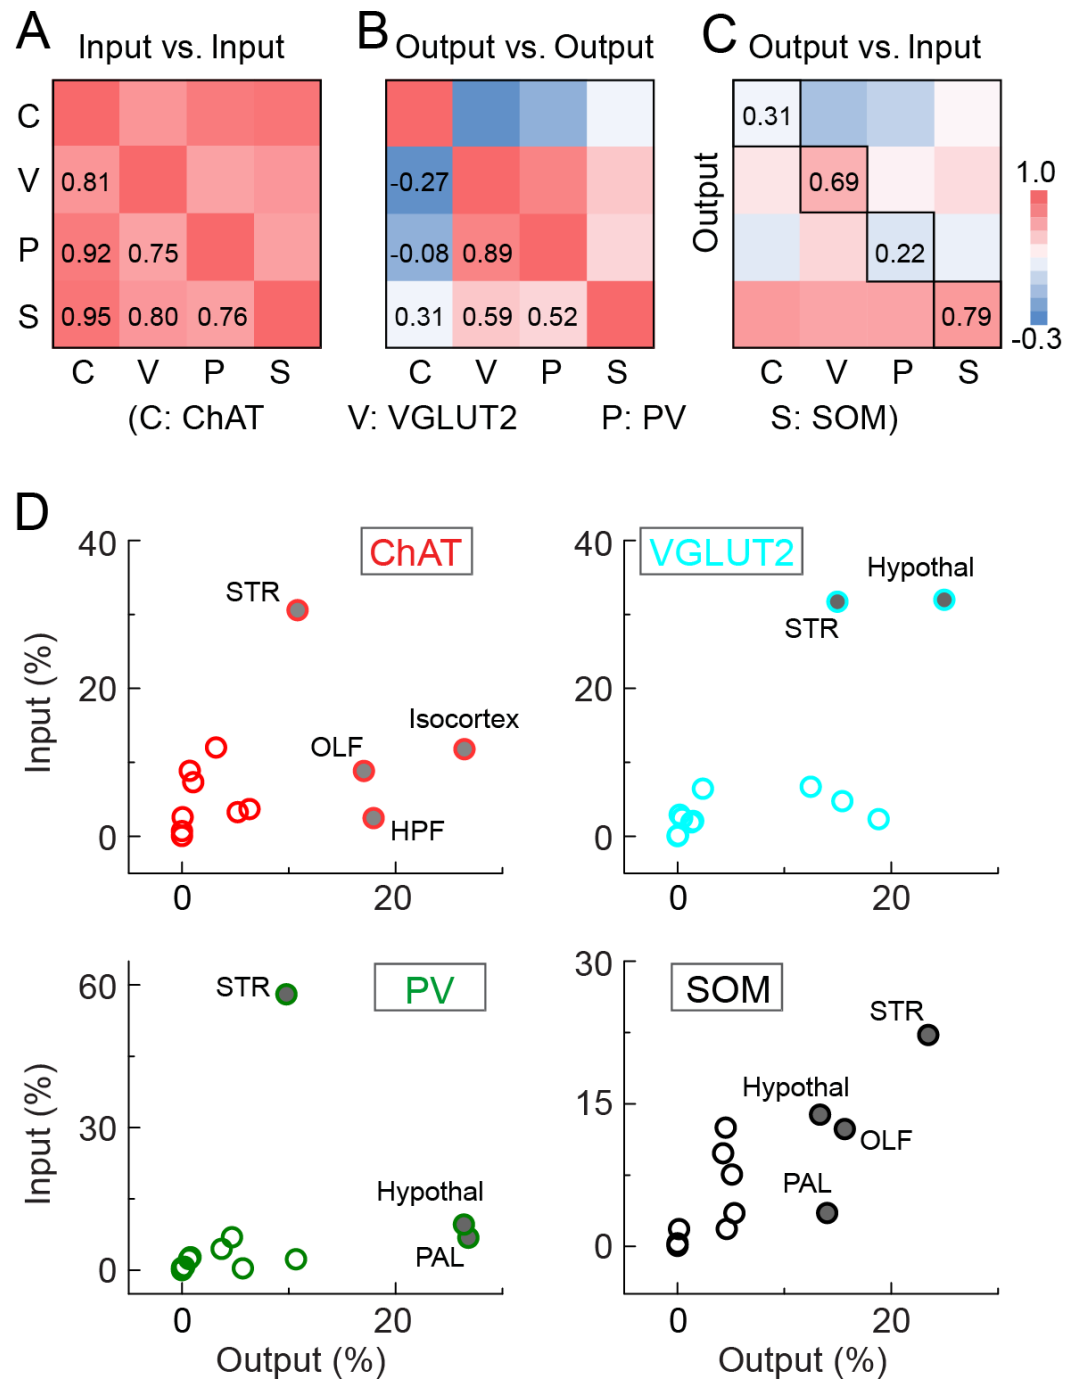 A Input vs. Input
B Output vs. Output
C Output vs. Input
C
V 0.81
P 0.92 0.75
S 0.95 0.80 0.76
C V P S
-0.27
-0.08 0.89
0.31 0.59 0.52
C V P S
Output
0.31
0.69
0.22
0.79
C V P S
1.0
-0.3
(C: ChAT V: VGLUT2 P: PV S: SOM)
D
ChAT
Input (%)
40
20
0
0 20
STR
Isocortex
OLF
HPF
VGLUT2
40
20
0
0 20
Hypothal
STR
PV
Input (%)
60
30
0
0 20
Output (%)
STR
Hypothal
PAL
SOM
30
15
0
0 20
Output (%)
STR
Hypothal
OLF
PAL